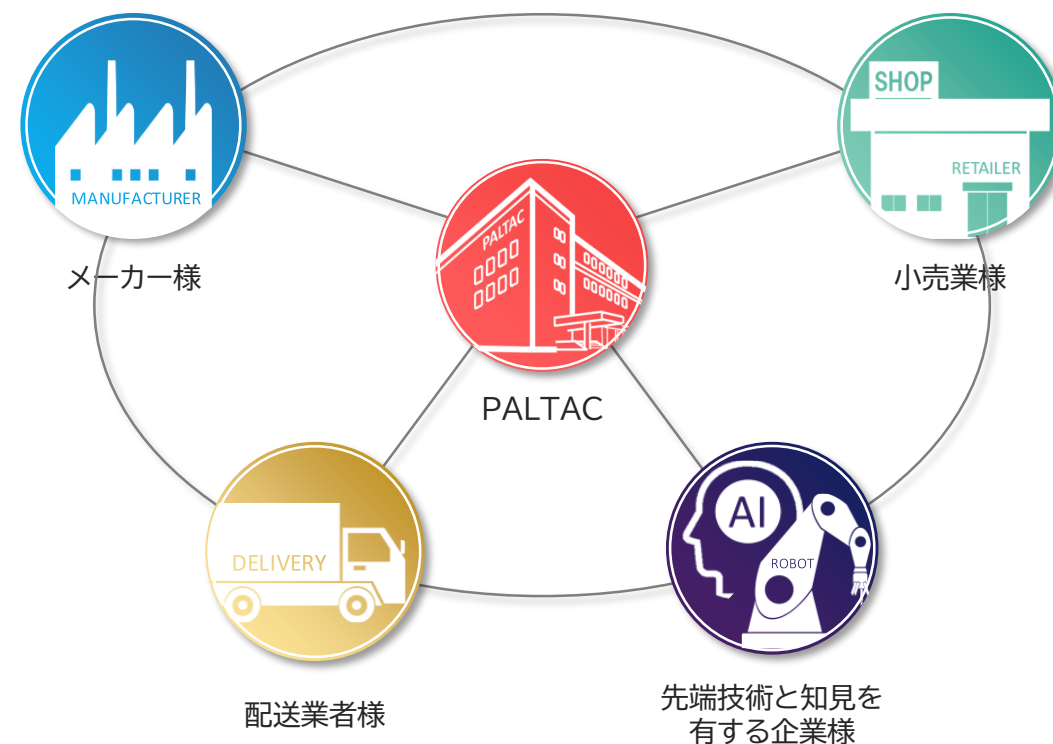 SHOP
RETAILER
MANUFACTURER
メーカー様
小売業様
PALTAC
PALTAC
DELIVERY
AI
ROBOT
配送業者様
先端技術と知見を
有する企業様